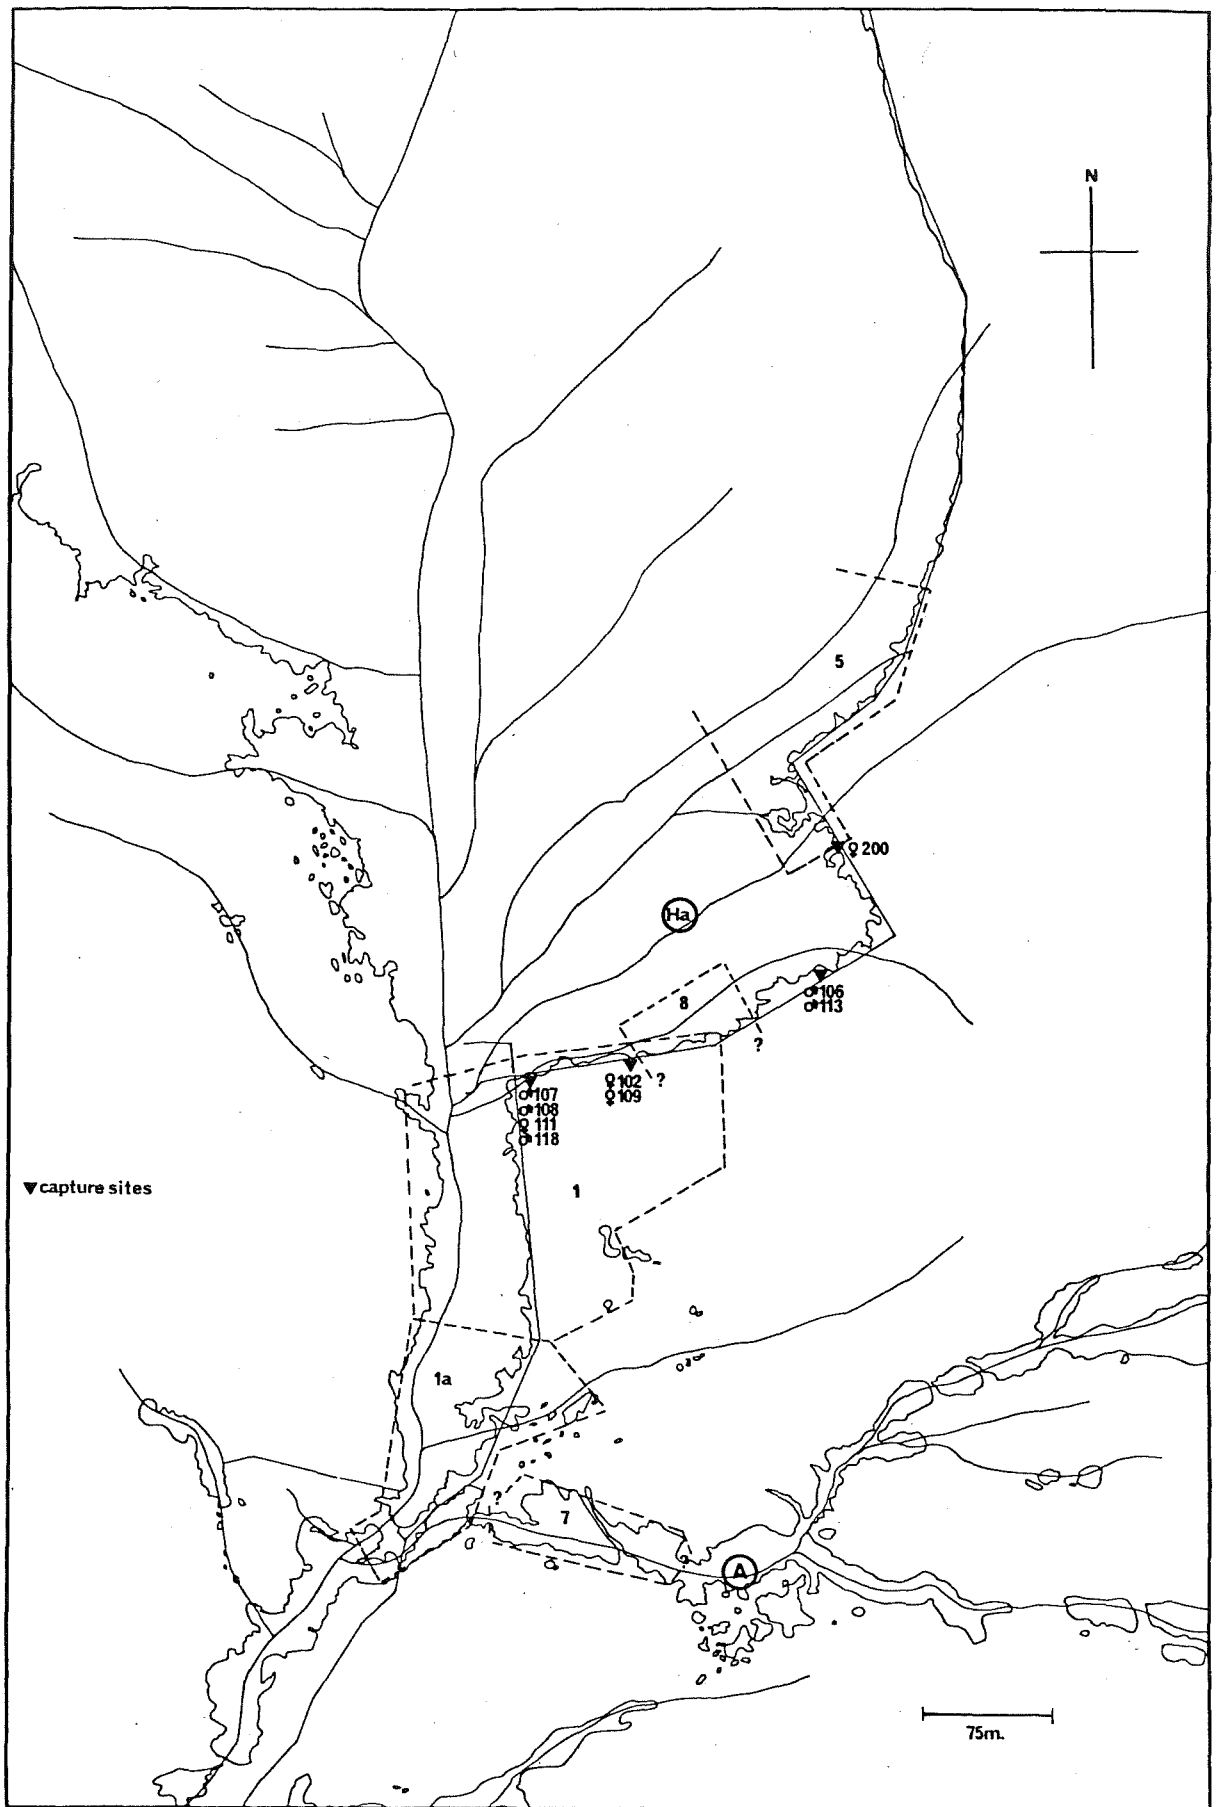 N
5
♀200
Ha
♂106
♂113
8
?
♀102
♀109
?
♂107
♂108
♀111
♂118
▼capture sites
1
1a
?
7
?
A
75m.